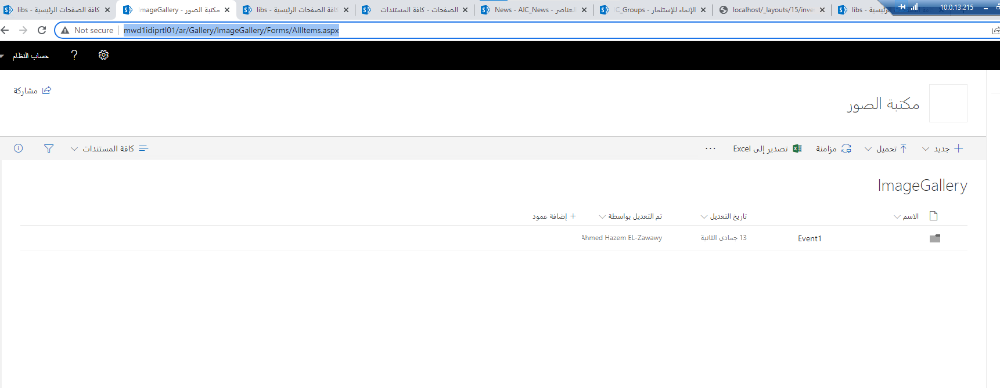 libs - كافة الصفحات الرئيسية
ImageGallery - مكتبة الصور
libs - كافة الصفحات الرئيسية
الصفحات - كافة المستندات
News - AIC_News - العناصر
C_Groups - الإنماء للإستثمار
localhost/_layouts/15/inve
libs -
10.0.13.215
Not secure
mwd1idiprtl01/ar/Gallery/ImageGallery/Forms/AllItems.aspx
حساب النظام
?
مشاركة
مكتبة الصور
جديد
تحميل
مزامنة
تصدير إلى Excel
...
كافة المستندات
ImageGallery
الاسم
تاريخ التعديل
تم التعديل بواسطة
+ إضافة عمود
Event1
13 جمادى الثانية
Ahmed Hazem EL-Zawawy